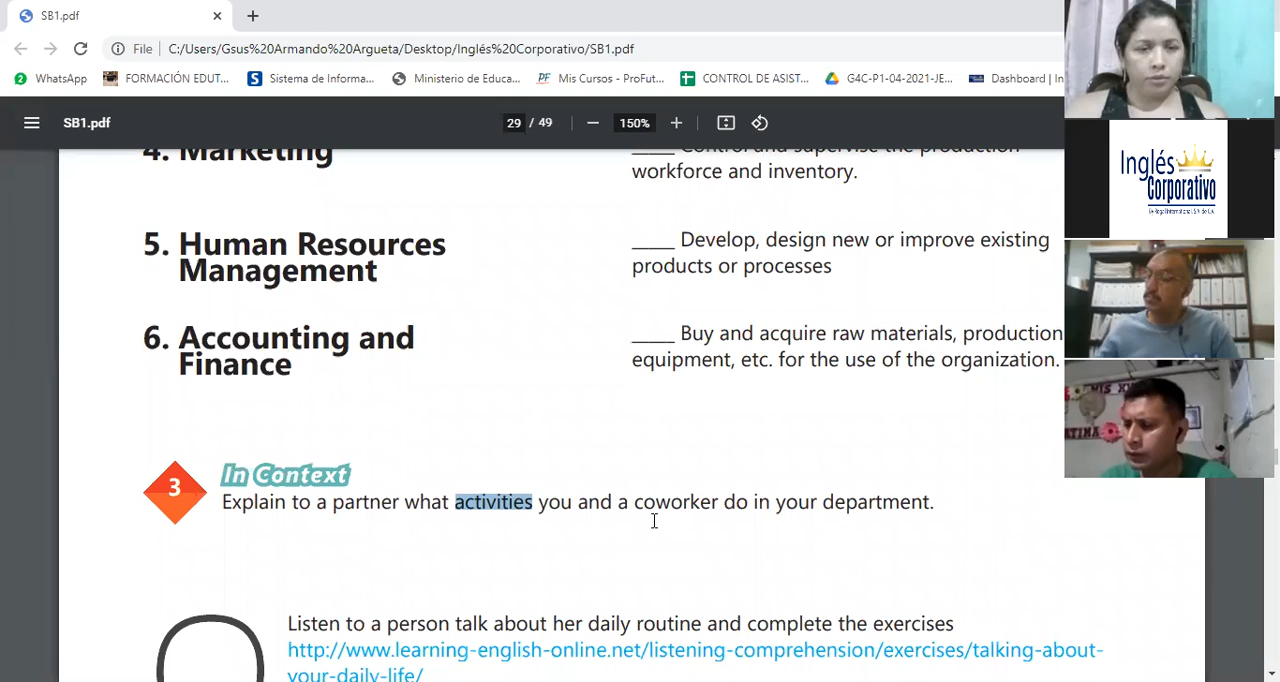 SB1.pdf
File
C:/Users/Gsus%20Armando%20Argueta/Desktop/Inglés%20Corporativo/SB1.pdf
WhatsApp
FORMACIÓN EDUT...
Sistema de Informa...
Ministerio de Educa...
Mis Cursos - ProFut...
CONTROL DE ASIST...
G4C-P1-04-2021-JE...
Dashboard | In
SB1.pdf
29 / 49
150%
4. Marketing
_____ Control and supervise the production
workforce and inventory.
5. Human Resources
Management
_____ Develop, design new or improve existing
products or processes
6. Accounting and
Finance
_____ Buy and acquire raw materials, production
equipment, etc. for the use of the organization.
3
In Context
Explain to a partner what activities you and a coworker do in your department.
Listen to a person talk about her daily routine and complete the exercises
http://www.learning-english-online.net/listening-comprehension/exercises/talking-about-
your-daily-life/
Inglés
Corporativo